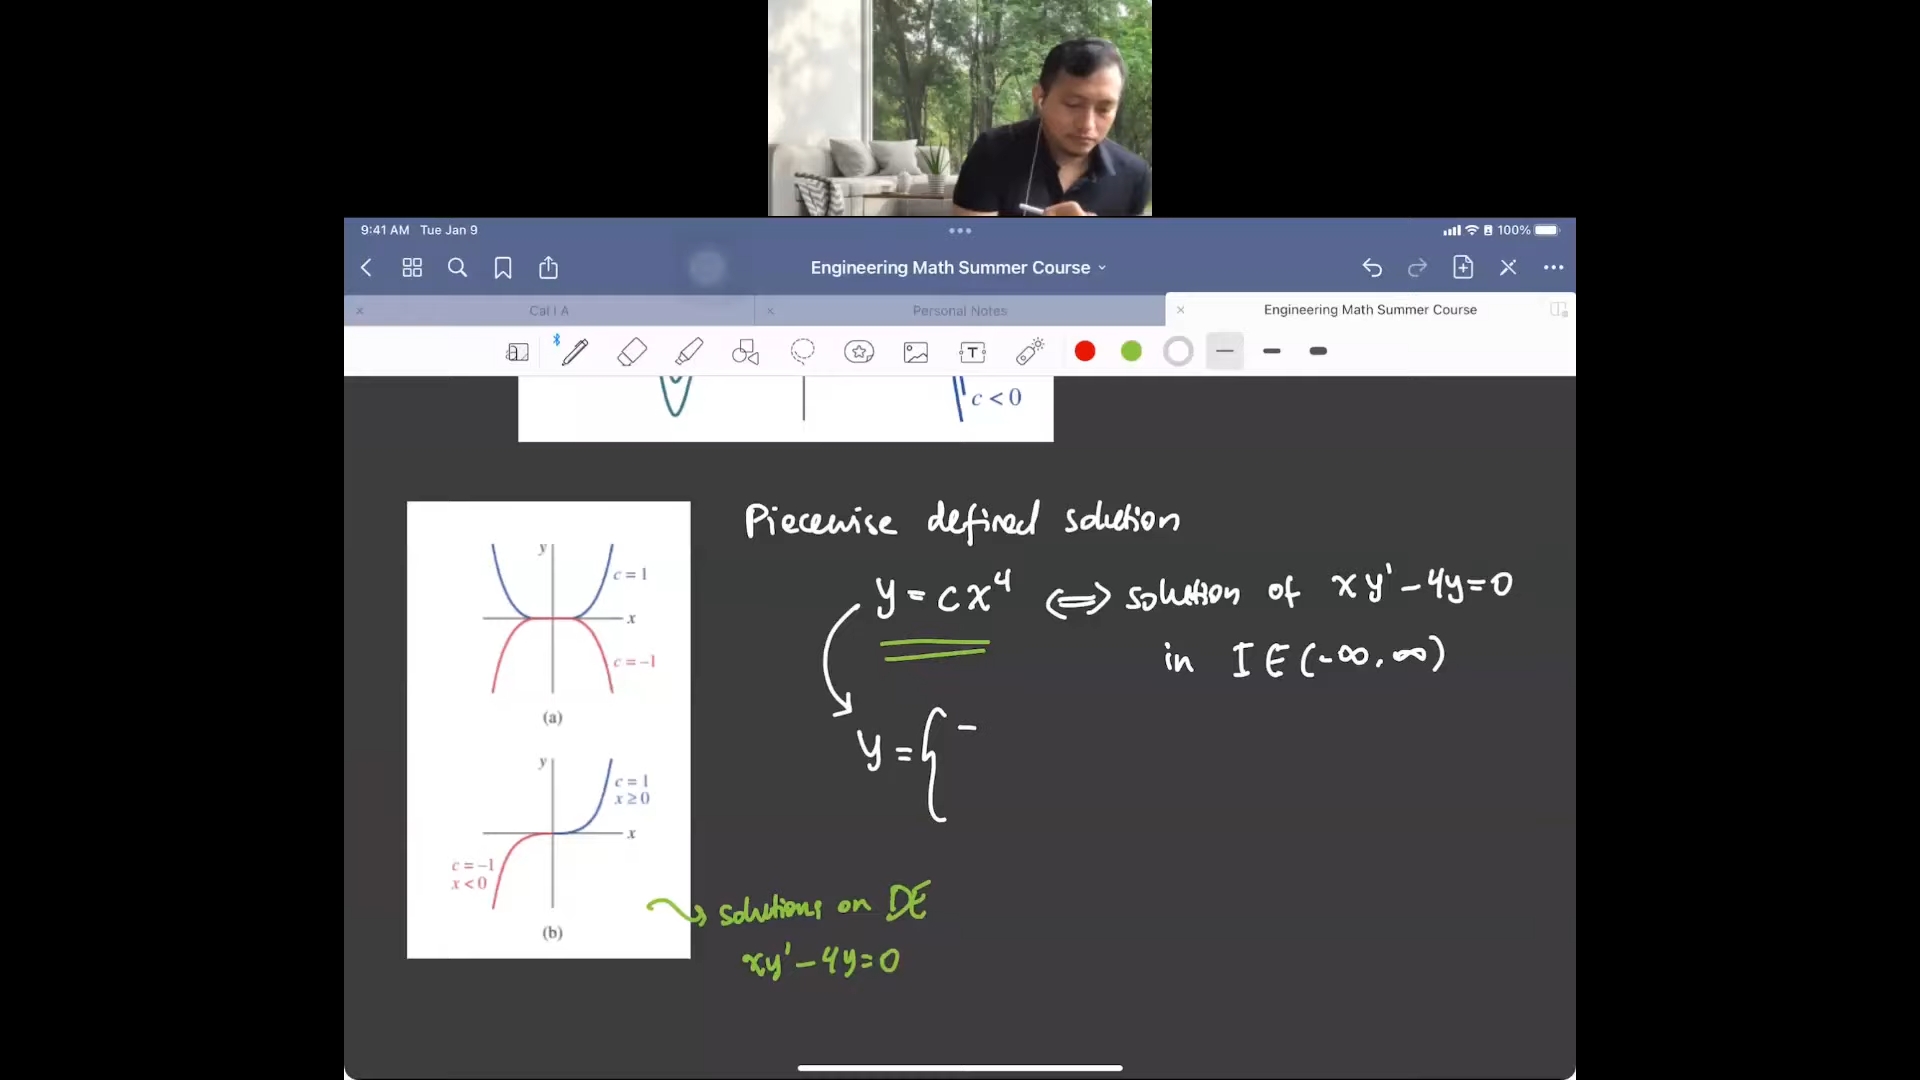 9:41 AM Tue Jan 9
100%
Engineering Math Summer Course
Cal I A
Personal Notes
Engineering Math Summer Course
T
c < 0
Piecewise defined solution
y = cx⁴ ⟺ solution of xy' - 4y = 0
in I ∈ (-∞, ∞)
y = { -
y
c = 1
x
c = -1
(a)
y
c = 1
x ≥ 0
x
c = -1
x < 0
(b)
solutions on DE
xy' - 4y = 0